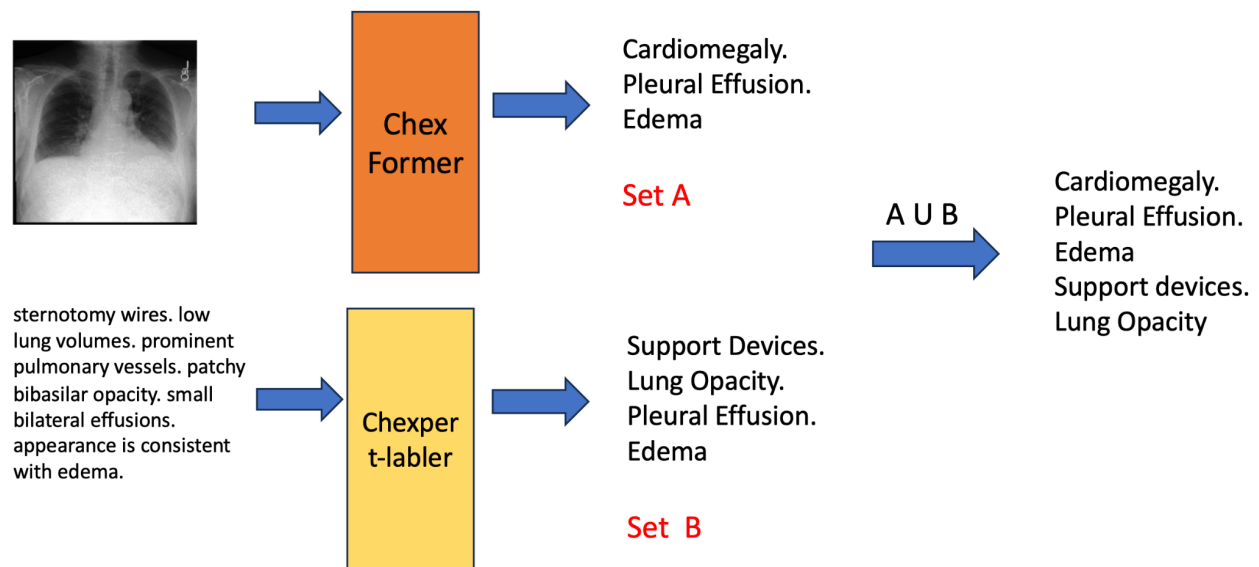 Chex
Former
Cardiomegaly.
Pleural Effusion.
Edema
Set A
sternotomy wires. low
lung volumes. prominent
pulmonary vessels. patchy
bibasilar opacity. small
bilateral effusions.
appearance is consistent
with edema.
Chexper
t-labler
Support Devices.
Lung Opacity.
Pleural Effusion.
Edema
Set B
A U B
Cardiomegaly.
Pleural Effusion.
Edema
Support devices.
Lung Opacity